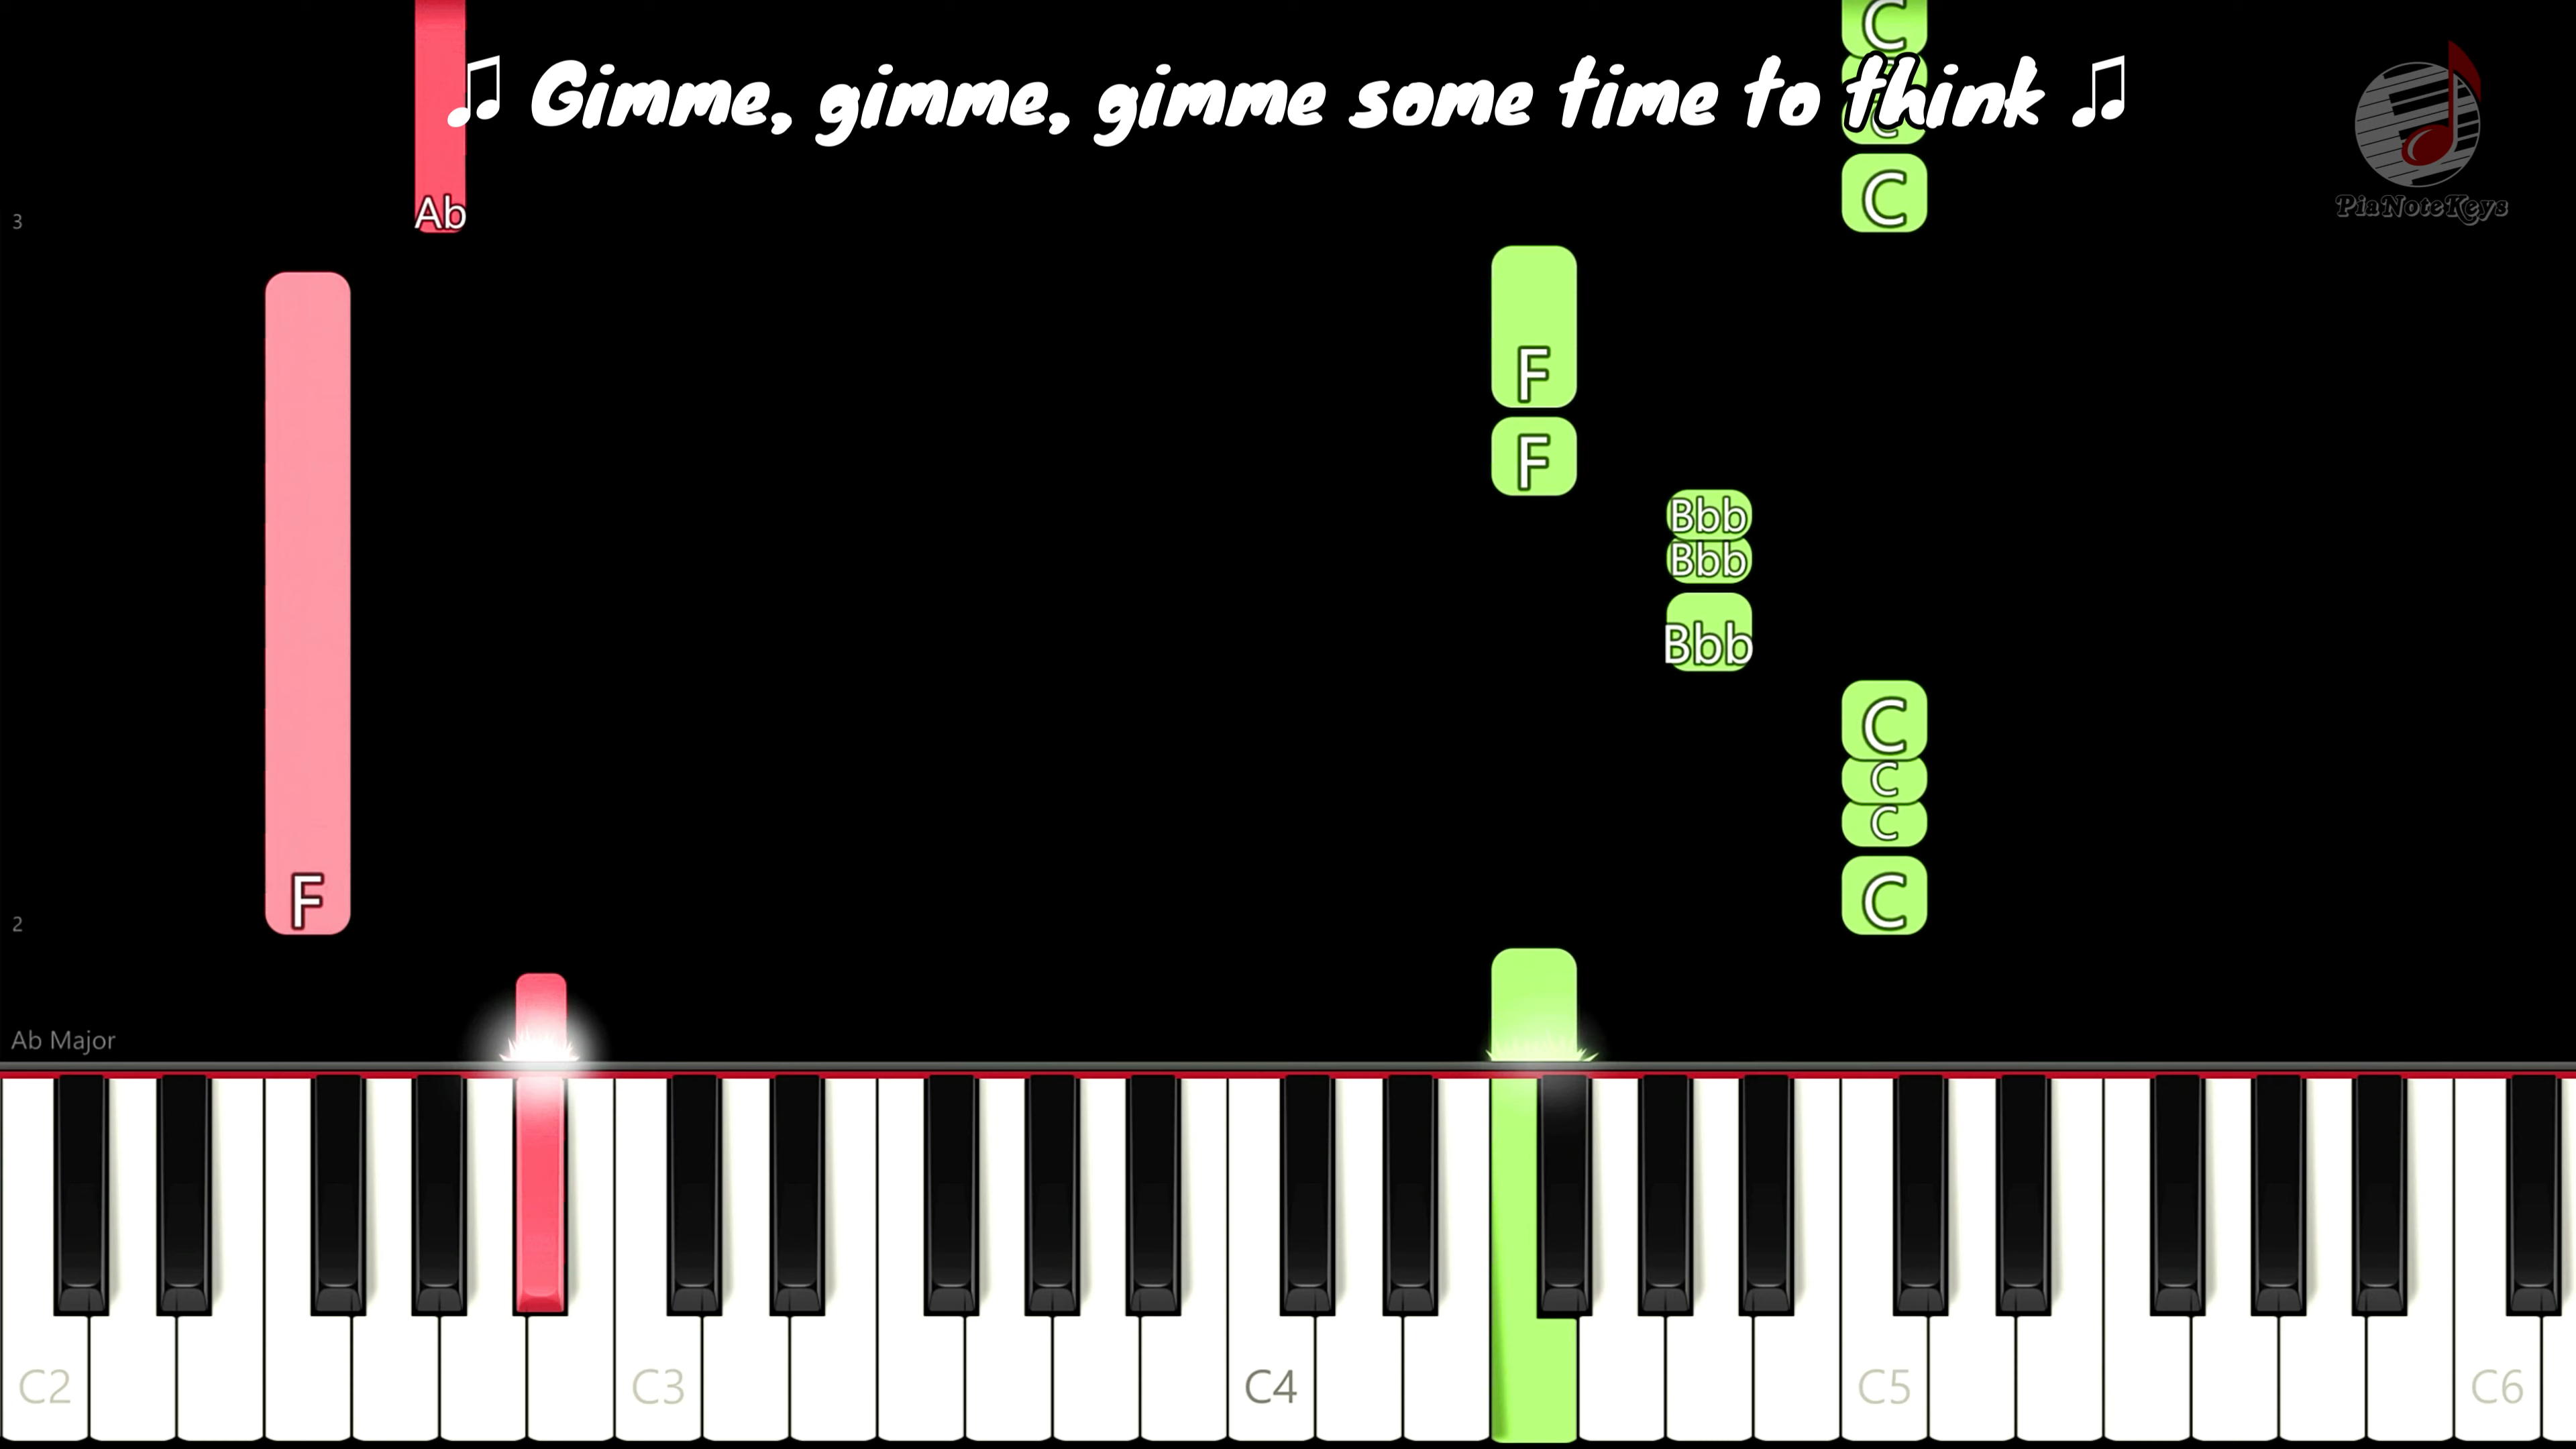 C
♫ Gimme, gimme, gimme some time to think ♫
C
C
PiaNoteKeys
Ab
3
F
F
Bbb
Bbb
Bbb
C
C
C
F
C
2
Ab Major
C2
C3
C4
C5
C6